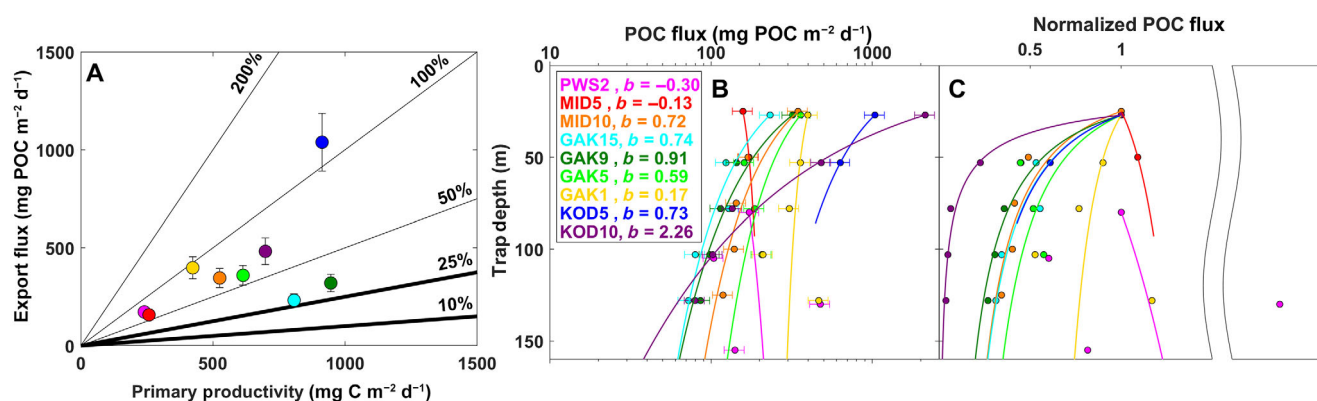 A
200%
100%
50%
25%
10%
1500
1000
500
0
Export flux (mg POC m⁻² d⁻¹)
0
500
1000
1500
Primary productivity (mg C m⁻² d⁻¹)
POC flux (mg POC m⁻² d⁻¹)
10
100
1000
B
PWS2 , b = –0.30
MID5, b = –0.13
MID10, b = 0.72
GAK15, b = 0.74
GAK9, b = 0.91
GAK5, b = 0.59
GAK1, b = 0.17
KOD5, b = 0.73
KOD10, b = 2.26
0
50
100
150
Trap depth (m)
Normalized POC flux
0.5
1
C